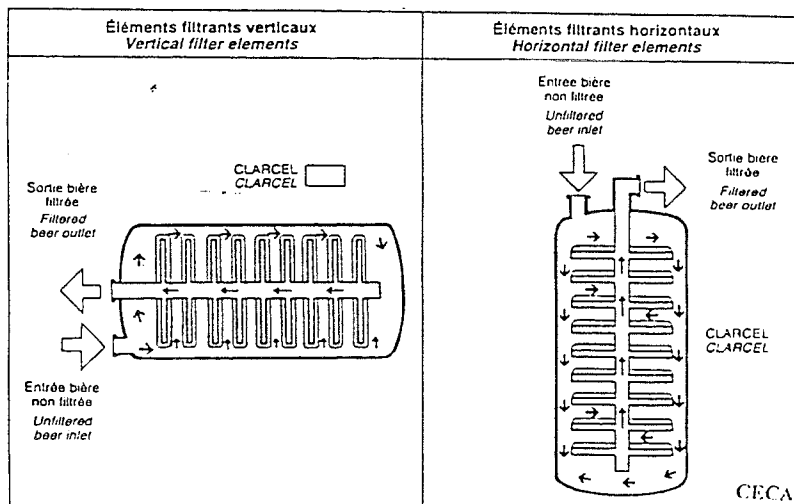 Éléments filtrants verticaux
Vertical filter elements
Éléments filtrants horizontaux
Horizontal filter elements
CLARCEL
CLARCEL
Sortie bière
filtrée
Filtered
beer outlet
Entrée bière
non filtrée
Unfiltered
beer inlet
Entrée bière
non filtrée
Unfiltered
beer inlet
Sortie bière
filtrée
Filtered
beer outlet
CLARCEL
CLARCEL
CECA